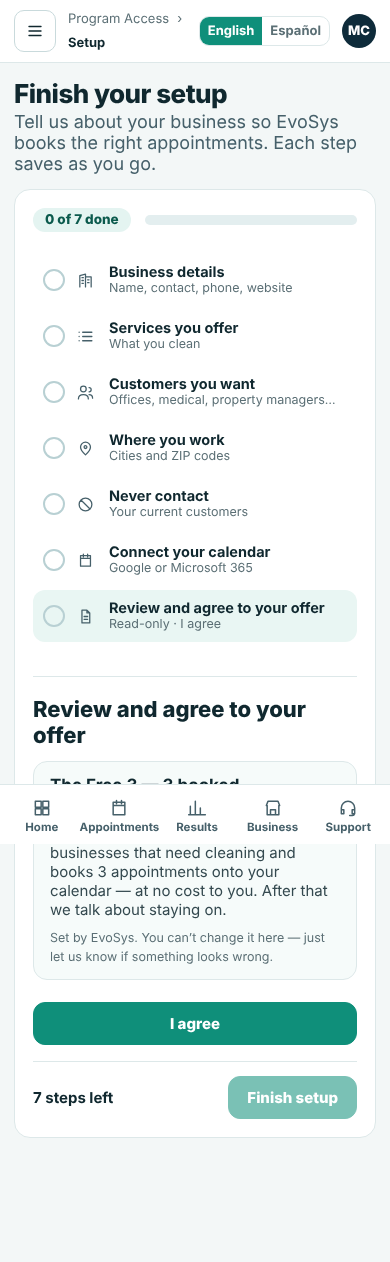 Program Access ›
Setup
English
Español
MC
Finish your setup
Tell us about your business so EvoSys
books the right appointments. Each step
saves as you go.
0 of 7 done
Business details
Name, contact, phone, website
Services you offer
What you clean
Customers you want
Offices, medical, property managers...
Where you work
Cities and ZIP codes
Never contact
Your current customers
Connect your calendar
Google or Microsoft 365
Review and agree to your offer
Read-only · I agree
Review and agree to your
offer
The Free 3 — 3 booked
Home
Appointments
Results
Business
Support
businesses that need cleaning and
books 3 appointments onto your
calendar — at no cost to you. After that
we talk about staying on.
Set by EvoSys. You can't change it here — just
let us know if something looks wrong.
I agree
7 steps left
Finish setup